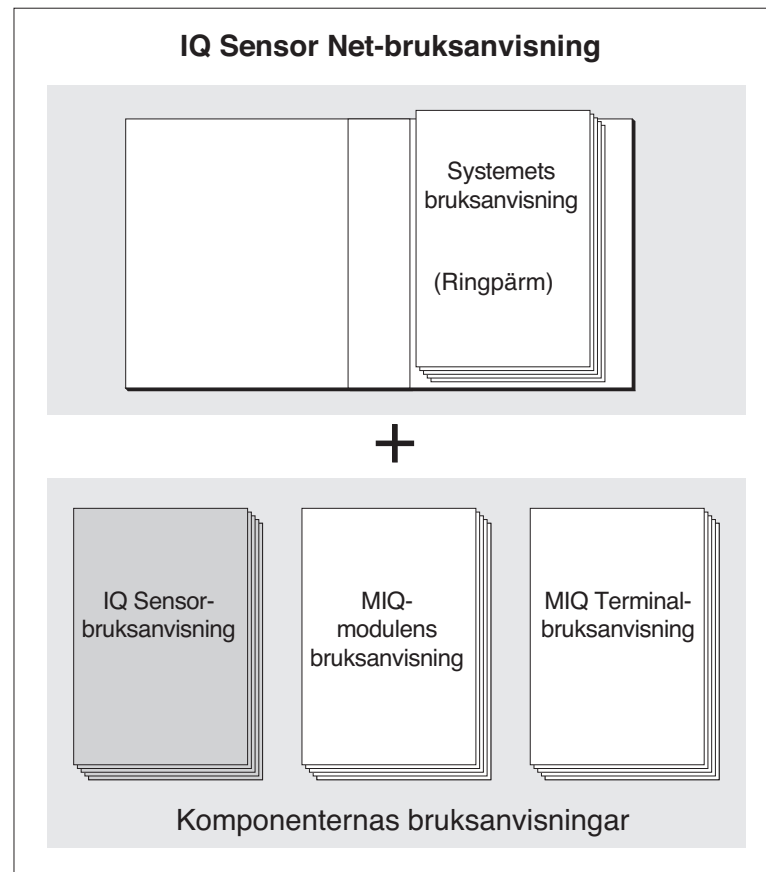 IQ Sensor Net-bruksanvisning
Systemets
bruksanvisning
(Ringpärm)
+
IQ Sensor-
bruksanvisning
MIQ-
modulens
bruksanvisning
MIQ Terminal-
bruksanvisning
Komponenternas bruksanvisningar